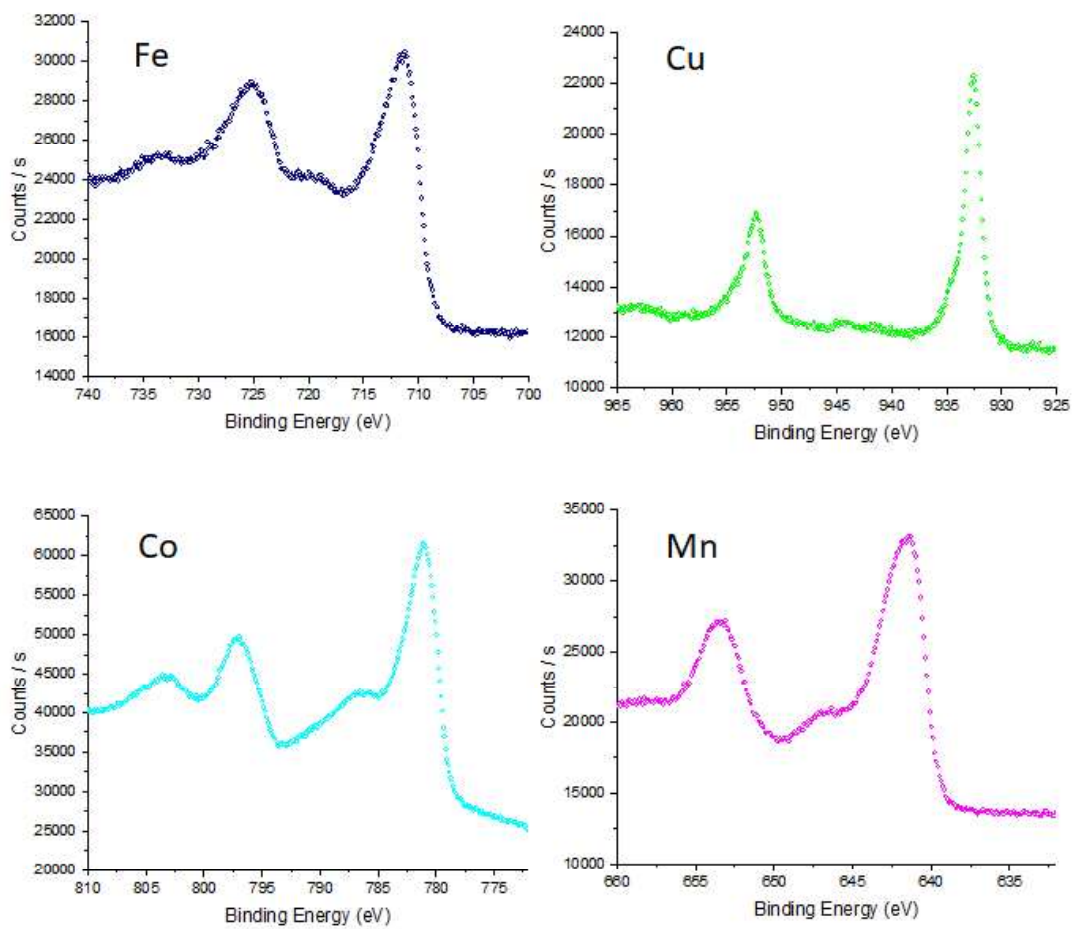 Fe
32000
30000
28000
26000
24000
22000
20000
18000
16000
14000
Counts / s
740 735 730 725 720 715 710 705 700
Binding Energy (eV)
Cu
24000
22000
20000
18000
16000
14000
12000
10000
Counts / s
965 960 955 950 945 940 935 930 925
Binding Energy (eV)
Co
65000
60000
55000
50000
45000
40000
35000
30000
25000
20000
Counts / s
810 805 800 795 790 785 780 775
Binding Energy (eV)
Mn
35000
30000
25000
20000
15000
10000
Counts / s
660 655 650 645 640 635
Binding Energy (eV)